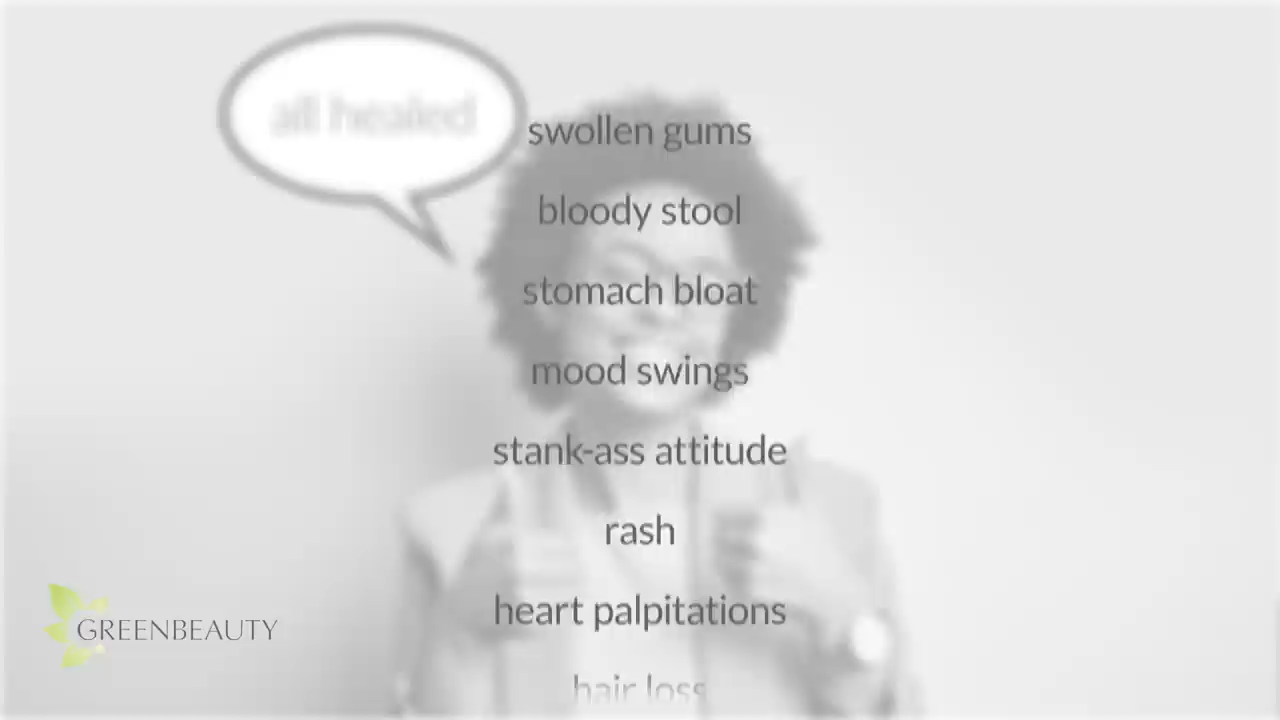 all healed
swollen gums
bloody stool
stomach bloat
mood swings
stank-ass attitude
rash
heart palpitations
hair loss
GREENBEAUTY